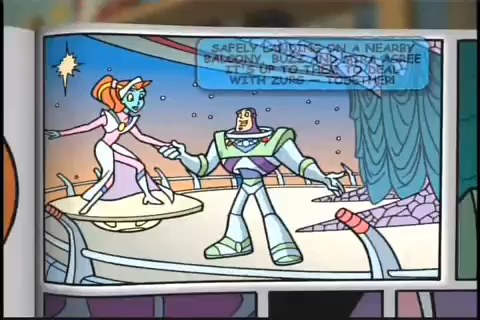 SAFELY LANDING ON A NEARBY
BALCONY, BUZZ AND MIRA AGREE
IT'S UP TO THEM TO DEAL
WITH ZURG – TOGETHER!